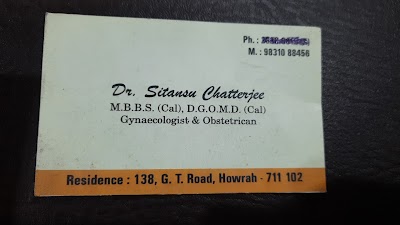 Ph. :
M. : 98310 88456
Dr. Sitansu Chatterjee
M.B.B.S. (Cal), D.G.O.M.D. (Cal)
Gynaecologist & Obstetrican
Residence : 138, G. T. Road, Howrah - 711 102